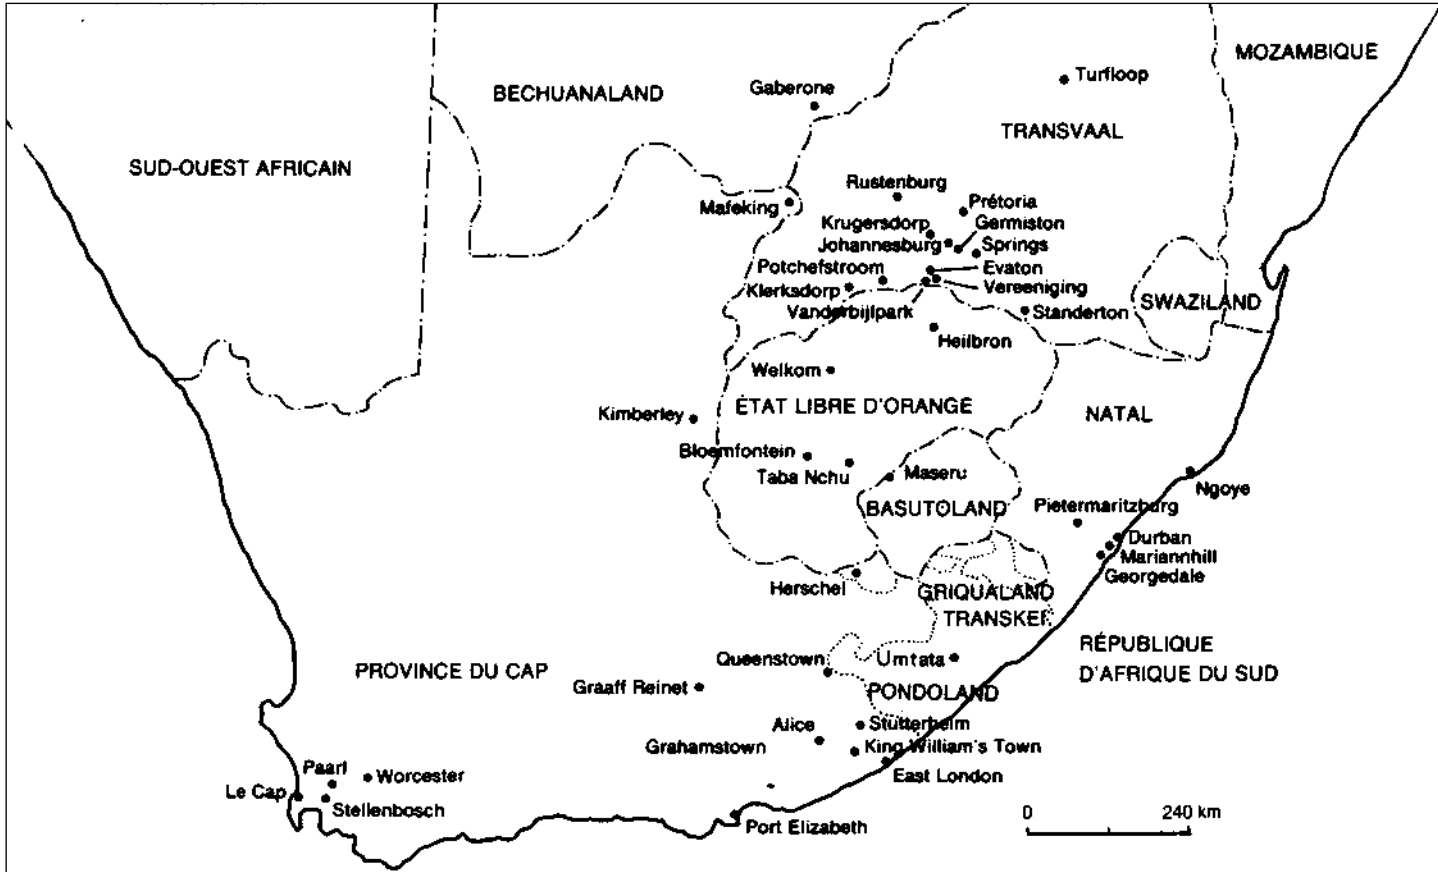 MOZAMBIQUE
Turfloop
Gaberone
BECHUANALAND
TRANSVAAL
SUD-OUEST AFRICAIN
Rustenburg
Mafeking
Prétoria
Krugersdorp
Germiston
Johannesburg
Springs
Potchefstroom
Evaton
Klerksdorp
Vereeniging
SWAZILAND
Vanderbijlpark
Standerton
Heilbron
Welkom
ÉTAT LIBRE D'ORANGE
Kimberley
NATAL
Bloemfontein
Taba Nchu
Maseru
Ngoye
BASUTOLAND
Pietermaritzburg
Durban
Mariannhill
Georgedale
Herschel
GRIQUALAND
TRANSKEI
RÉPUBLIQUE
D'AFRIQUE DU SUD
Queenstown
Umtata
PROVINCE DU CAP
Graaff Reinet
PONDOLAND
Alice
Stutterheim
Grahamstown
King William's Town
East London
Paarl
Worcester
Le Cap
Stellenbosch
Port Elizabeth
0 240 km